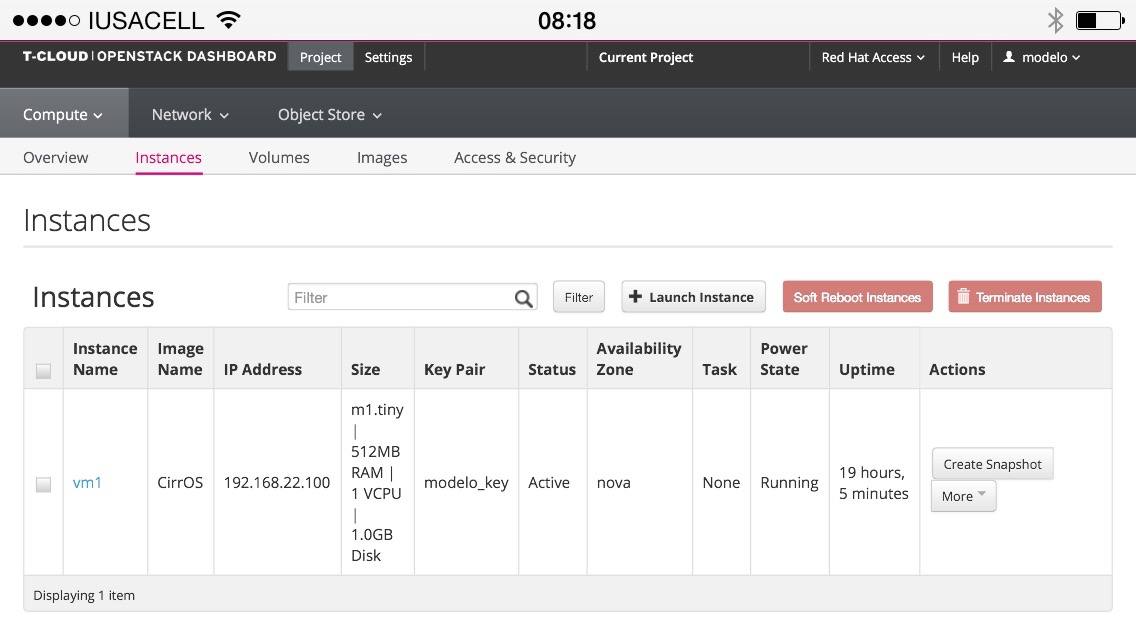 IUSACELL 08:18
T-CLOUD | OPENSTACK DASHBOARD Project Settings Current Project Red Hat Access Help modelo
Compute Network Object Store
Overview Instances Volumes Images Access & Security
Instances
Instances Filter Filter Launch Instance Soft Reboot Instances Terminate Instances
Instance Name Image Name IP Address Size Key Pair Status Availability Zone Task Power State Uptime Actions
vm1 CirrOS 192.168.22.100 m1.tiny | 512MB RAM | 1 VCPU | 1.0GB Disk modelo_key Active nova None Running 19 hours, 5 minutes Create Snapshot More
Displaying 1 item